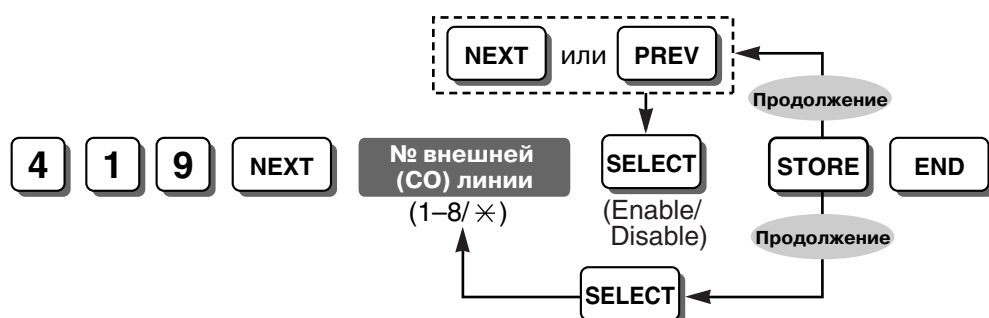 NEXT или PREV
Продолжение
4 1 9 NEXT № внешней (CO) линии SELECT STORE END
(1–8/ ✳)
(Enable/
Disable)
Продолжение
SELECT